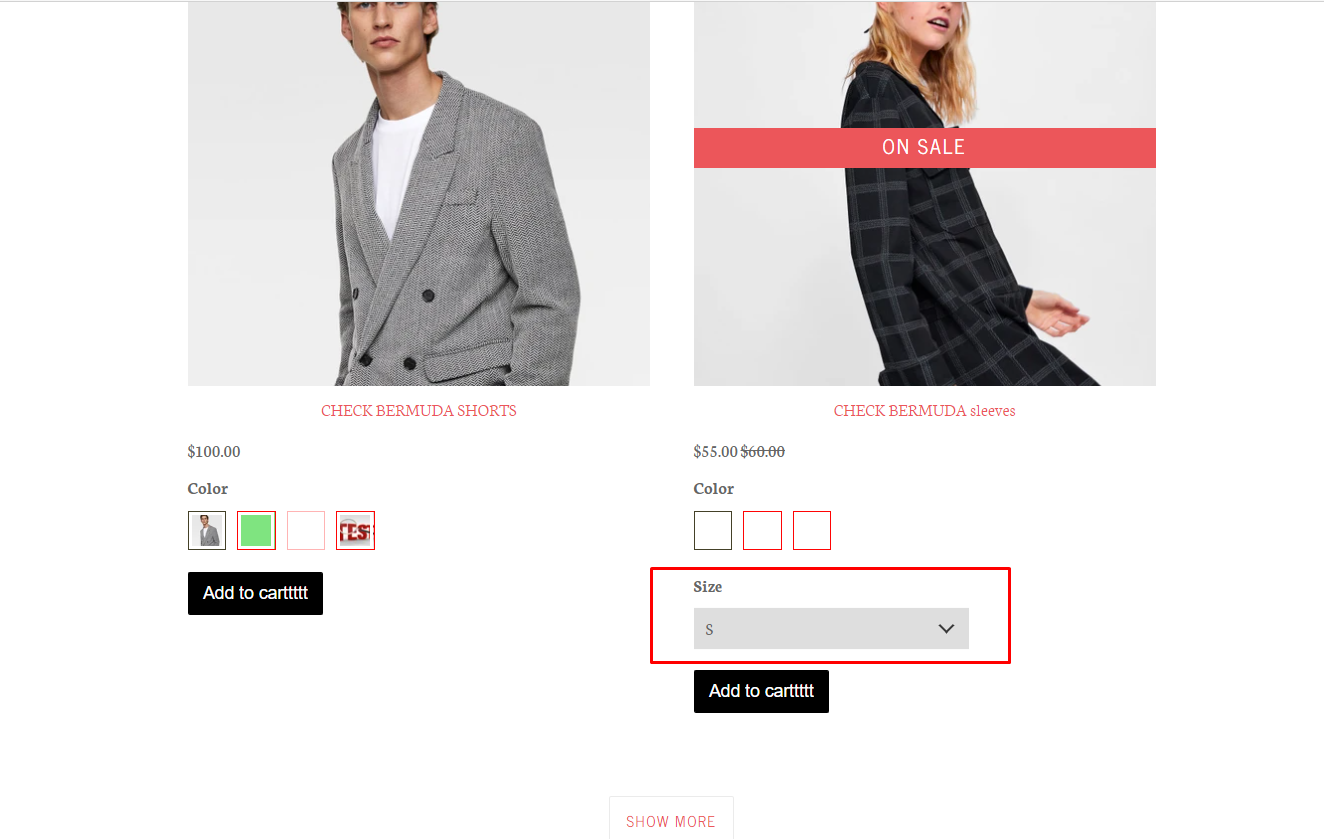 ON SALE
CHECK BERMUDA SHORTS
$100.00
Color
TES
Add to carttttt
CHECK BERMUDA sleeves
$55.00 $60.00
Color
Size
S
Add to carttttt
SHOW MORE